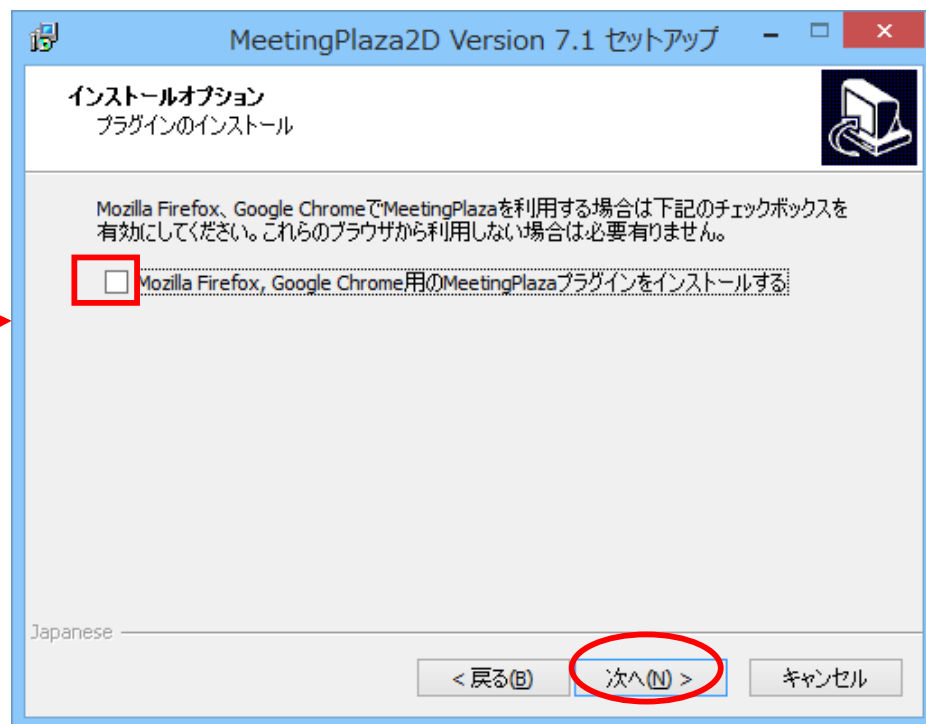 MeetingPlaza2D Version 7.1 セットアップ
インストールオプション
プラグインのインストール
Mozilla Firefox、Google ChromeでMeetingPlazaを利用する場合は下記のチェックボックスを
有効にしてください。これらのブラウザから利用しない場合は必要有りません。
Mozilla Firefox, Google Chrome用のMeetingPlazaプラグインをインストールする
Japanese
< 戻る(B) 次へ(N) > キャンセル